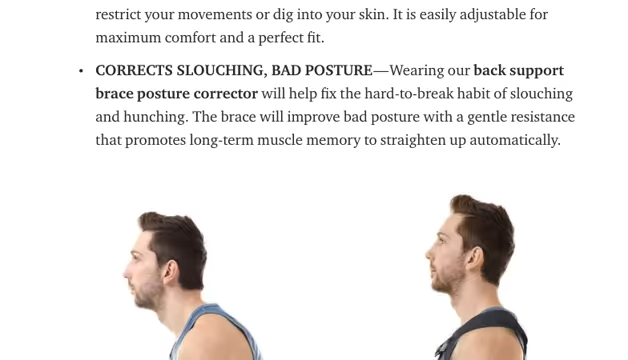 restrict your movements or dig into your skin. It is easily adjustable for
maximum comfort and a perfect fit.
• CORRECTS SLOUCHING, BAD POSTURE—Wearing our back support
brace posture corrector will help fix the hard-to-break habit of slouching
and hunching. The brace will improve bad posture with a gentle resistance
that promotes long-term muscle memory to straighten up automatically.